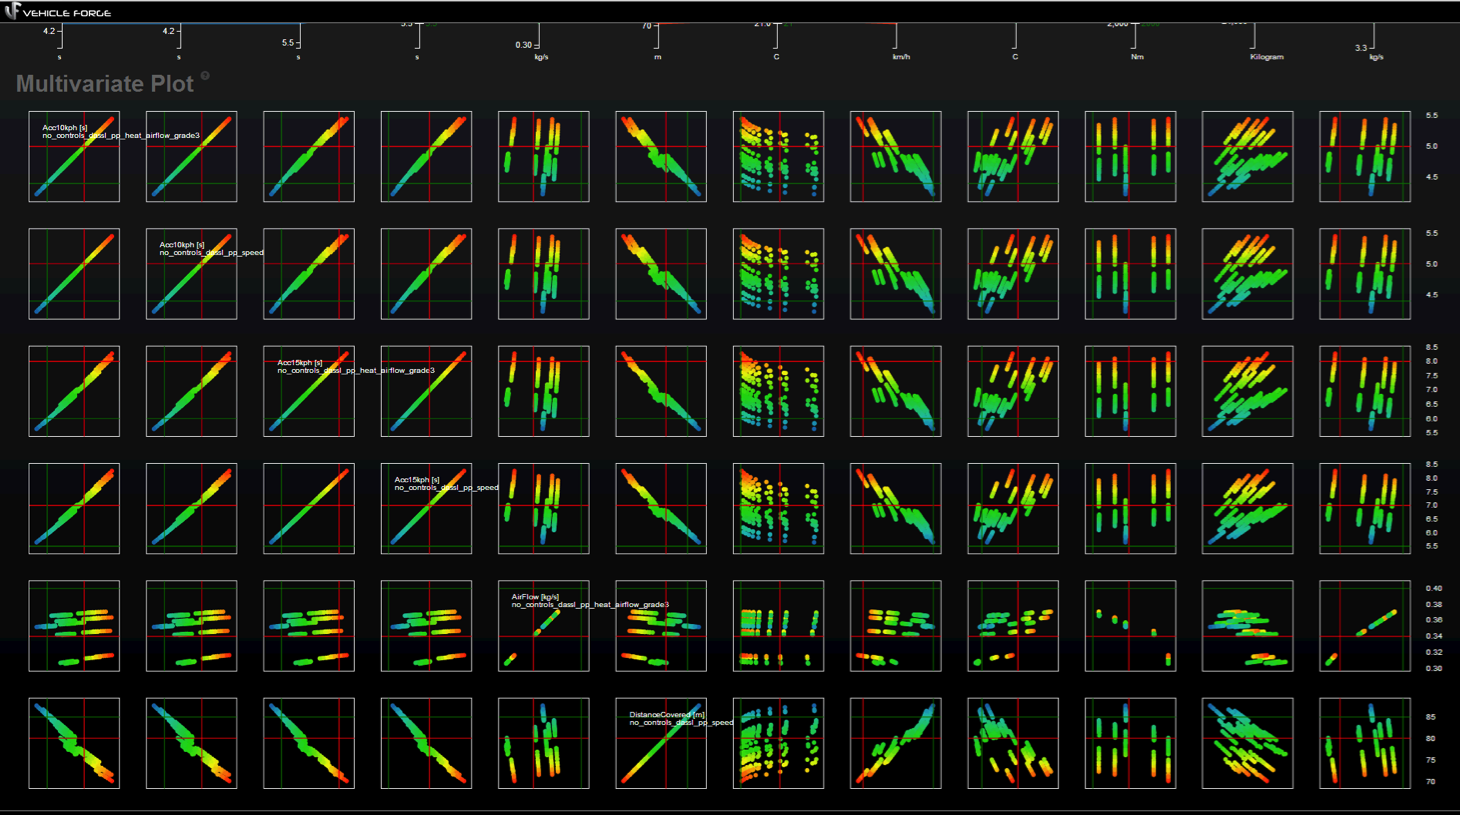 VEHICLE FORGE
4.2
4.2
5.5
0.30
70
3.3
s
s
s
s
kg/s
m
C
km/h
C
Nm
Kilogram
kg/s
Multivariate Plot ?
Acc10kph [s]
no_controls_dassl_pp_heat_airflow_grade3
5.5
5.0
4.5
Acc10kph [s]
no_controls_dassl_pp_speed
5.5
5.0
4.5
Acc15kph [s]
no_controls_dassl_pp_heat_airflow_grade3
8.5
8.0
7.5
7.0
6.5
6.0
5.5
Acc15kph [s]
no_controls_dassl_pp_speed
8.5
8.0
7.5
7.0
6.5
6.0
5.5
AirFlow [kg/s]
no_controls_dassl_pp_heat_airflow_grade3
0.40
0.38
0.36
0.34
0.32
0.30
DistanceCovered [m]
no_controls_dassl_pp_speed
85
80
75
70